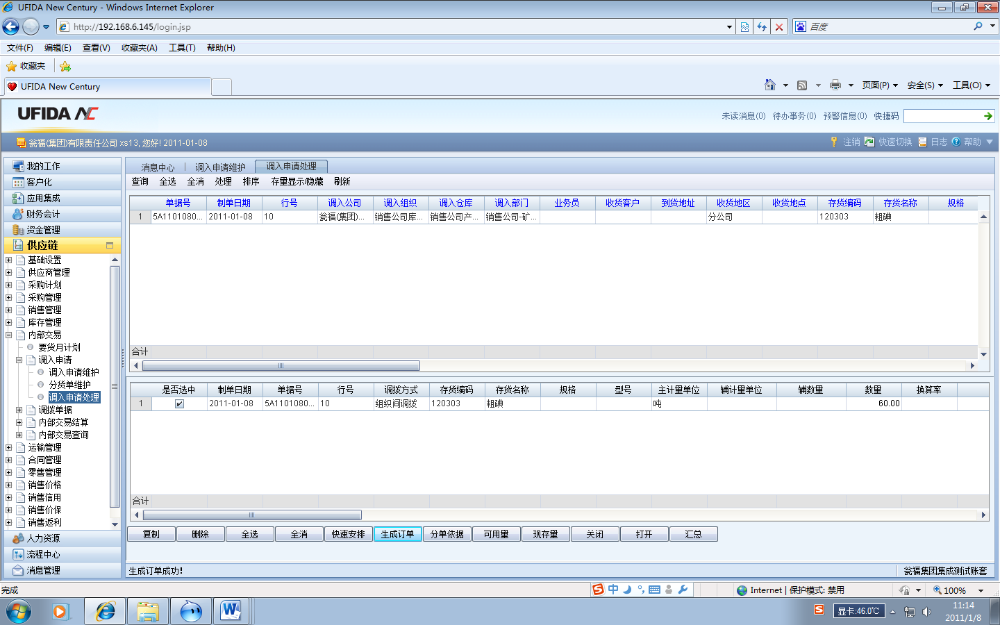 UFIDA New Century - Windows Internet Explorer
http://192.168.6.145/login.jsp
百度
文件(F) 编辑(E) 查看(V) 收藏夹(A) 工具(T) 帮助(H)
收藏夹
UFIDA New Century
页面(P) 安全(S) 工具(O)
UFIDA NC
未读消息(0) 待办事务(0) 预警信息(0) 快捷码
瓮福(集团)有限责任公司 xs13, 您好! 2011-01-08
注销 快速切换 日志 帮助
我的工作
客户化
应用集成
财务会计
资金管理
供应链
基础设置
供应商管理
采购计划
采购管理
销售管理
库存管理
内部交易
要货月计划
调入申请
调入申请维护
分货单维护
调入申请处理
调拨单据
内部交易结算
内部交易查询
运输管理
合同管理
零售管理
销售价格
销售信用
销售价保
销售返利
人力资源
流程中心
消息管理
消息中心 调入申请维护 调入申请处理
查询 全选 全消 处理 排序 存量显示/隐藏 刷新
单据号 制单日期 行号 调入公司 调入组织 调入仓库 调入部门 业务员 收货客户 到货地址 收货地区 收货地点 存货编码 存货名称 规格
1 5A1101080... 2011-01-08 10 瓮福(集团)... 销售公司库... 销售公司产... 销售公司-矿... 分公司 120303 粗碘
合计
是否选中 制单日期 单据号 行号 调拨方式 存货编码 存货名称 规格 型号 主计量单位 辅计量单位 辅数量 数量 换算率
1 2011-01-08 5A1101080... 10 组织间调拨 120303 粗碘 吨 60.00
合计
复制 删除 全选 全消 快速安排 生成订单 分单依据 可用量 现存量 关闭 打开 汇总
生成订单成功!
瓮福集团集成测试账套
完成
中
Internet | 保护模式: 禁用
100%
显卡:46.0℃
11:14
2011/1/8